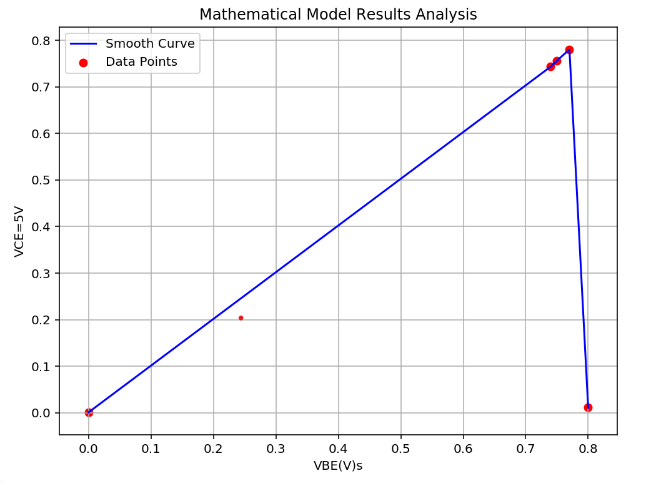 Mathematical Model Results Analysis
Smooth Curve
Data Points
0.8
0.7
0.6
0.5
0.4
0.3
0.2
0.1
0.0
VCE=5V
0.0 0.1 0.2 0.3 0.4 0.5 0.6 0.7 0.8
VBE(V)s